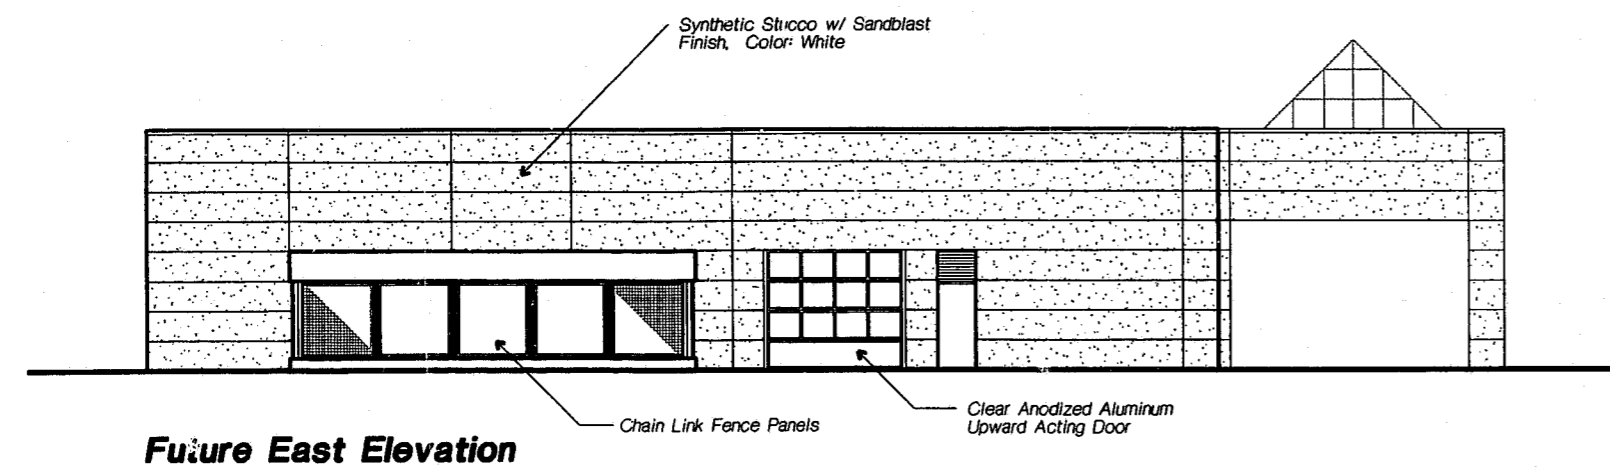 Synthetic Stucco w/ Sandblast
Finish, Color: White
Chain Link Fence Panels
Clear Anodized Aluminum
Upward Acting Door
Future East Elevation